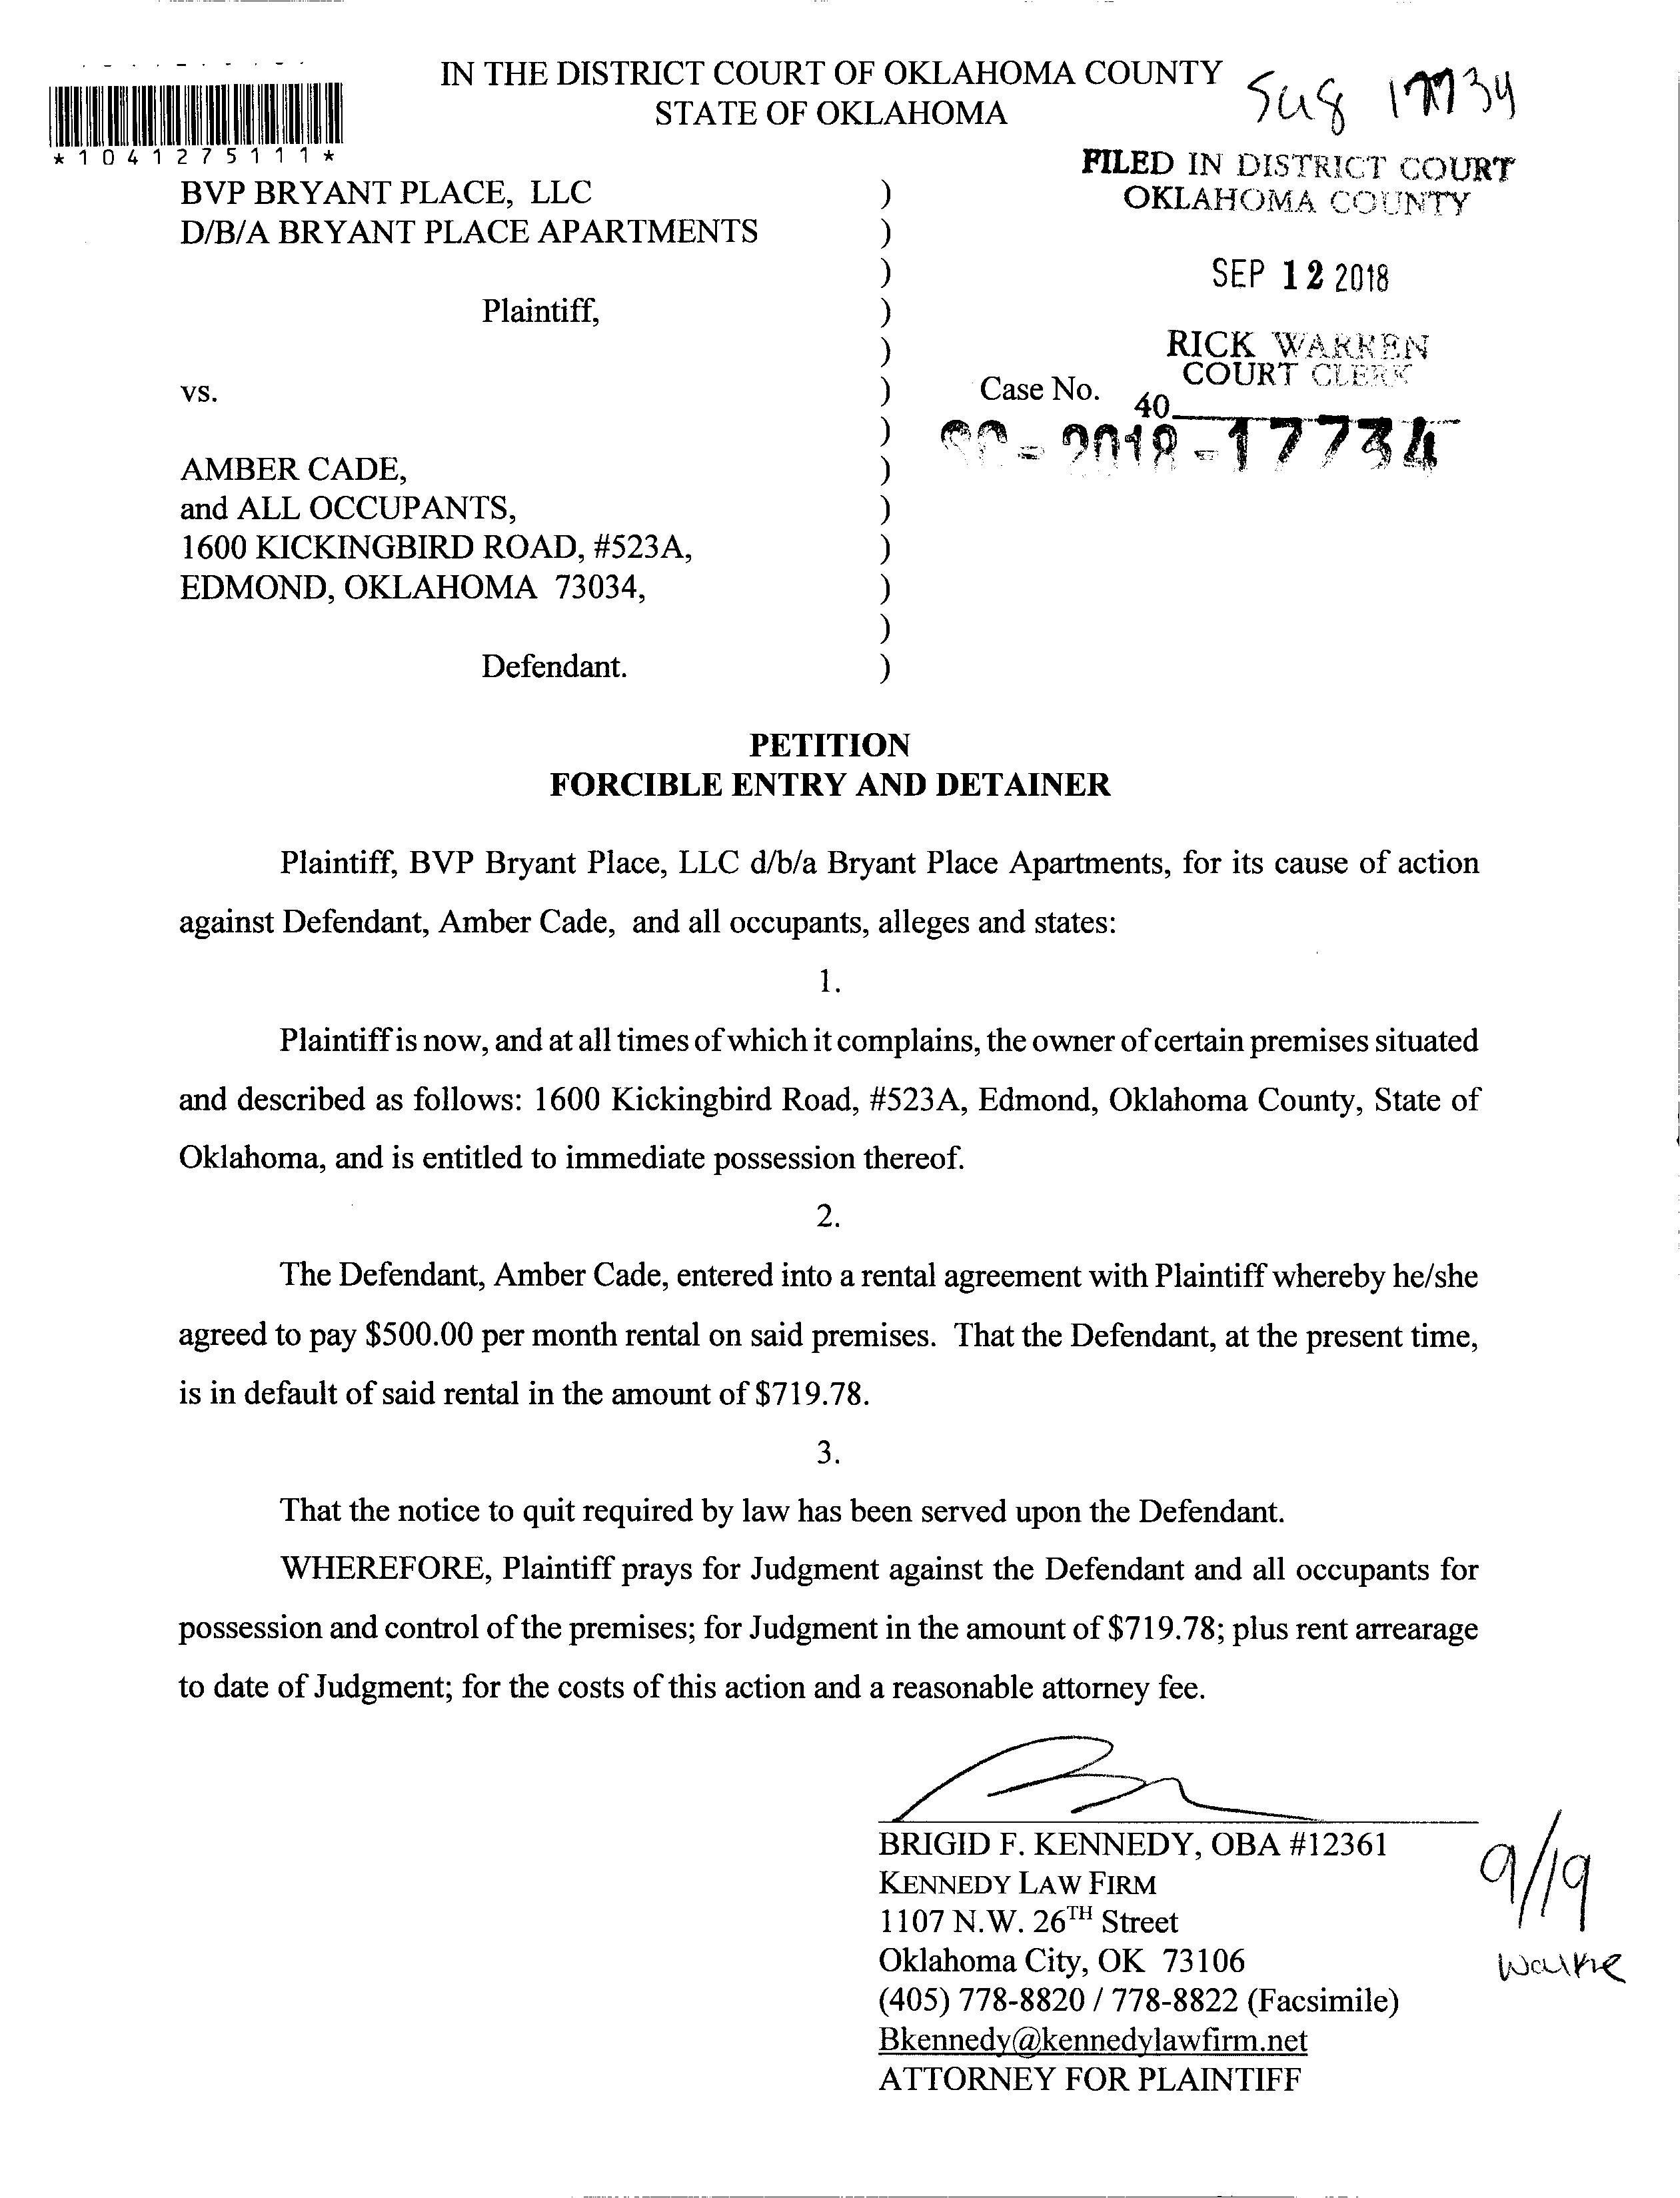 IN THE DISTRICT COURT OF OKLAHOMA COUNTY
STATE OF OKLAHOMA
*1041275111*
FILED IN DISTRICT COURT
OKLAHOMA COUNTY
SEP 12 2018
RICK WARREN
COURT CLERK
BVP BRYANT PLACE, LLC )
D/B/A BRYANT PLACE APARTMENTS )
)
Plaintiff, )
)
vs. ) Case No. 40
) SC-2018-17734
AMBER CADE, )
and ALL OCCUPANTS, )
1600 KICKINGBIRD ROAD, #523A, )
EDMOND, OKLAHOMA 73034, )
)
Defendant. )
PETITION
FORCIBLE ENTRY AND DETAINER
Plaintiff, BVP Bryant Place, LLC d/b/a Bryant Place Apartments, for its cause of action
against Defendant, Amber Cade, and all occupants, alleges and states:
1.
Plaintiff is now, and at all times of which it complains, the owner of certain premises situated
and described as follows: 1600 Kickingbird Road, #523A, Edmond, Oklahoma County, State of
Oklahoma, and is entitled to immediate possession thereof.
2.
The Defendant, Amber Cade, entered into a rental agreement with Plaintiff whereby he/she
agreed to pay $500.00 per month rental on said premises. That the Defendant, at the present time,
is in default of said rental in the amount of $719.78.
3.
That the notice to quit required by law has been served upon the Defendant.
WHEREFORE, Plaintiff prays for Judgment against the Defendant and all occupants for
possession and control of the premises; for Judgment in the amount of $719.78; plus rent arrearage
to date of Judgment; for the costs of this action and a reasonable attorney fee.
BRIGID F. KENNEDY, OBA #12361
KENNEDY LAW FIRM
1107 N.W. 26TH Street
Oklahoma City, OK 73106
(405) 778-8820 / 778-8822 (Facsimile)
Bkennedy@kennedylawfirm.net
ATTORNEY FOR PLAINTIFF
9/19